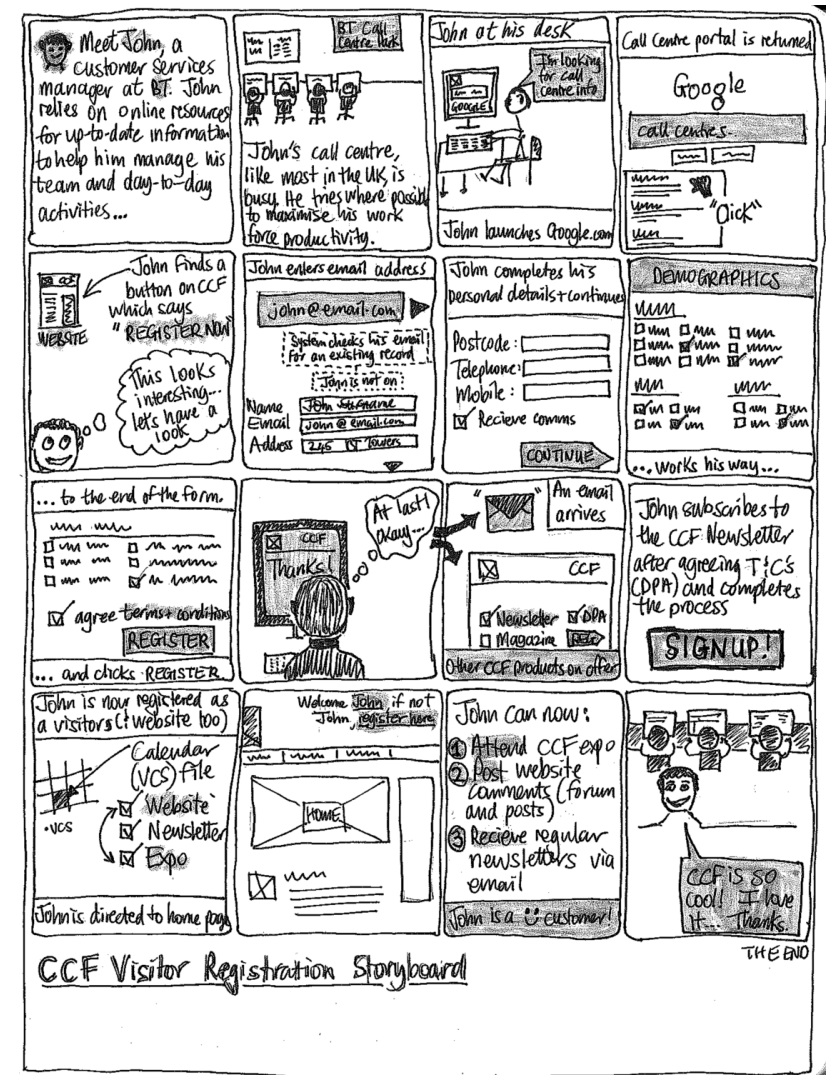 Meet John, a
customer services
manager at BT. John
relies on online resources
for up-to-date information
to help him manage his
team and day-to-day
activities...
BT Call
Centre Park
John's call centre,
like most in the UK, is
busy. He tries where possible
to maximise his work
force productivity.
John at his desk
I'm looking
for call
centre info
GOOGLE
John launches Google.com
Call Centre portal is returned
Google
call centres..
"Click"
WEBSITE
John finds a
button on CCF
which says
"REGISTER NOW"
This looks
interesting...
lets have a
look
John enters email address
john@email.com
System checks his email
for an existing record
John is not on
Name John Surname
Email john@email.com
Address 245 BT Towers
John completes his
personal details + continues
Postcode:
Telephone:
Mobile:
Recieve comms
CONTINUE
DEMOGRAPHICS
...works his way...
...to the end of the form.
agree terms + conditions
REGISTER
...and clicks REGISTER
CCF
Thanks!
At last!
Okay...
An email
arrives
CCF
Newsletter DPA
Magazine
Other CCF products on offer
John subscribes to
the CCF Newsletter
after agreeing T&C's
(DPA) and completes
the process
SIGNUP!
John is now registered as
a visitors (& website too)
Calendar
(VCS) file
.VCS
Website
Newsletter
Expo
John is directed to home page
Welcome John if not
John, register here
HOME
John can now:
1 Attend CCF expo
2 Post website
comments (forum
and posts)
3 Recieve regular
newsletters via
email
John is a customer!
CCF is so
cool! I love
it... Thanks.
THE END
CCF Visitor Registration Storyboard